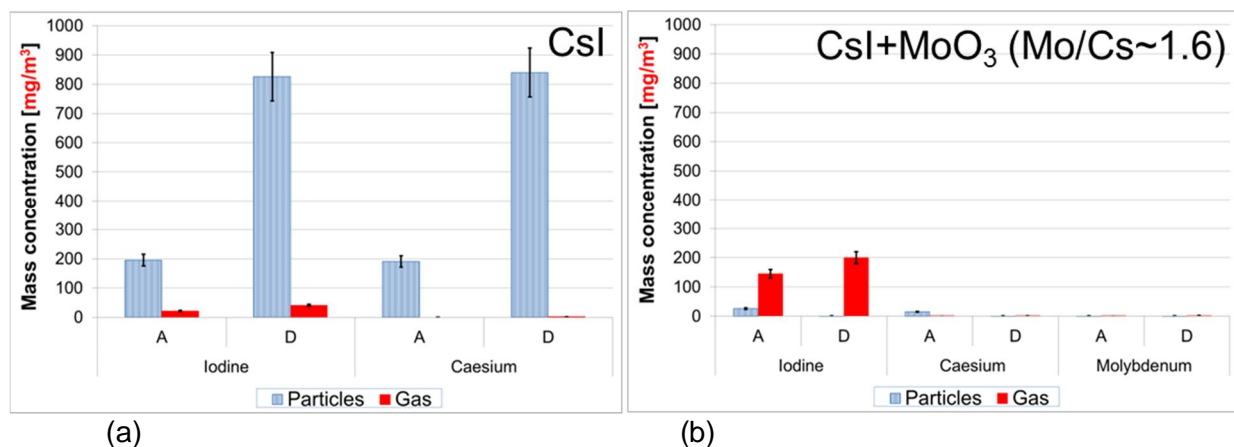 CsI
Mass concentration [mg/m³]
1000
900
800
700
600
500
400
300
200
100
0
A D A D
Iodine Caesium
Particles Gas
(a)
CsI+MoO₃ (Mo/Cs~1.6)
Mass concentration [mg/m³]
1000
900
800
700
600
500
400
300
200
100
0
A D A D A D
Iodine Caesium Molybdenum
Particles Gas
(b)